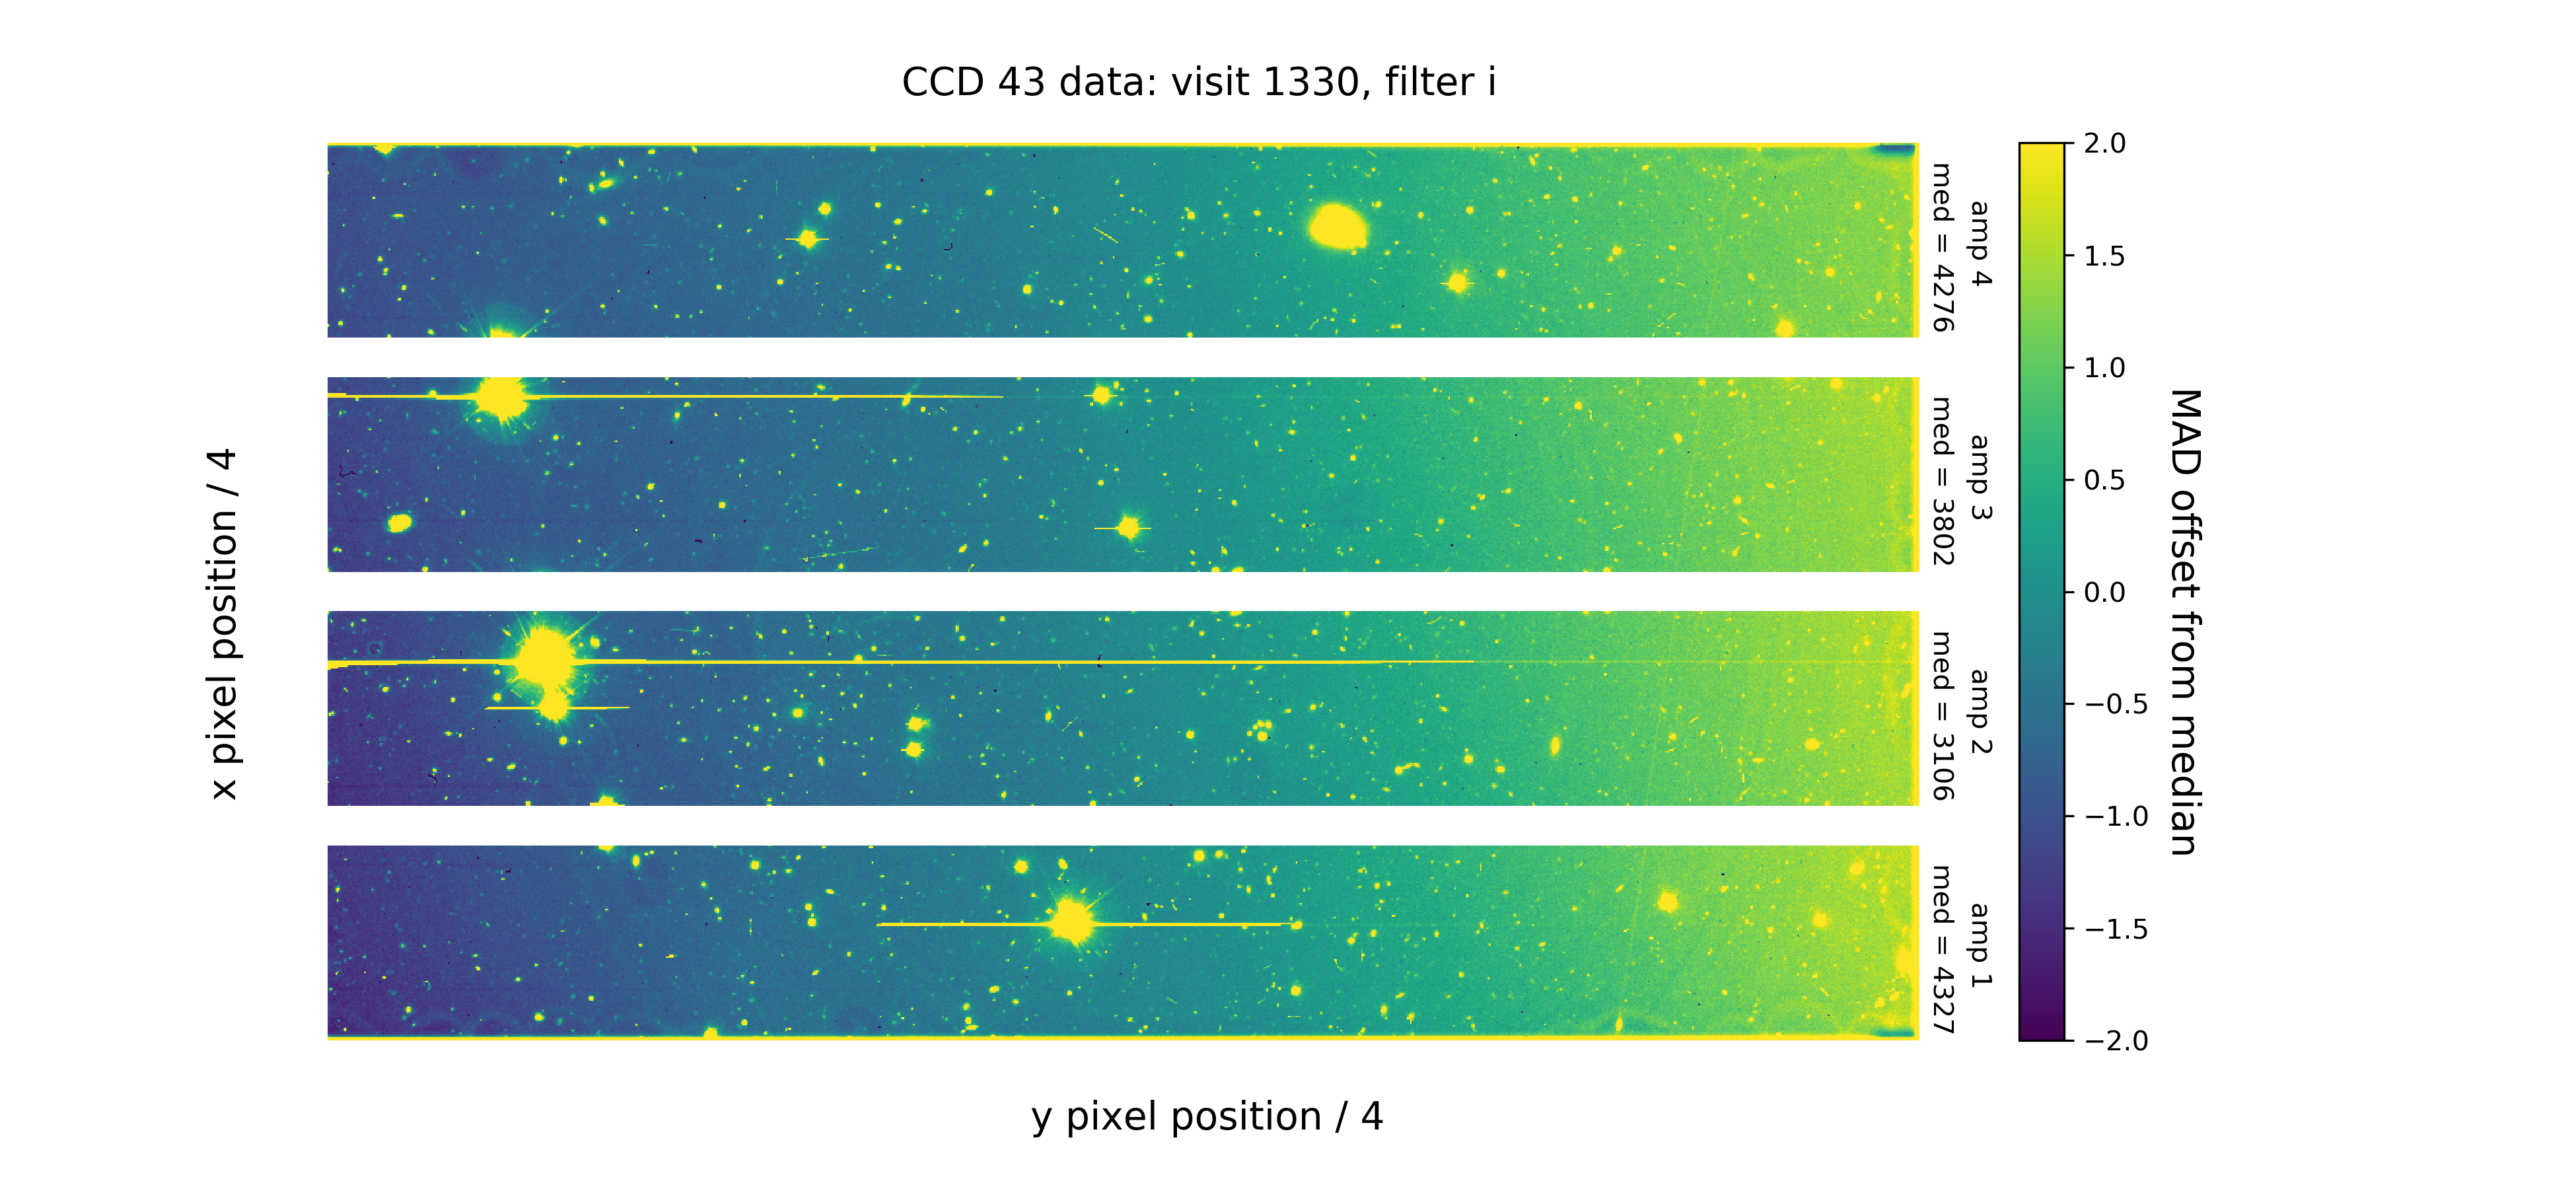 CCD 43 data: visit 1330, filter i
x pixel position / 4
y pixel position / 4
amp 4
med = 4276
amp 3
med = 3802
amp 2
med = 3106
amp 1
med = 4327
2.0
1.5
1.0
0.5
0.0
−0.5
−1.0
−1.5
−2.0
MAD offset from median